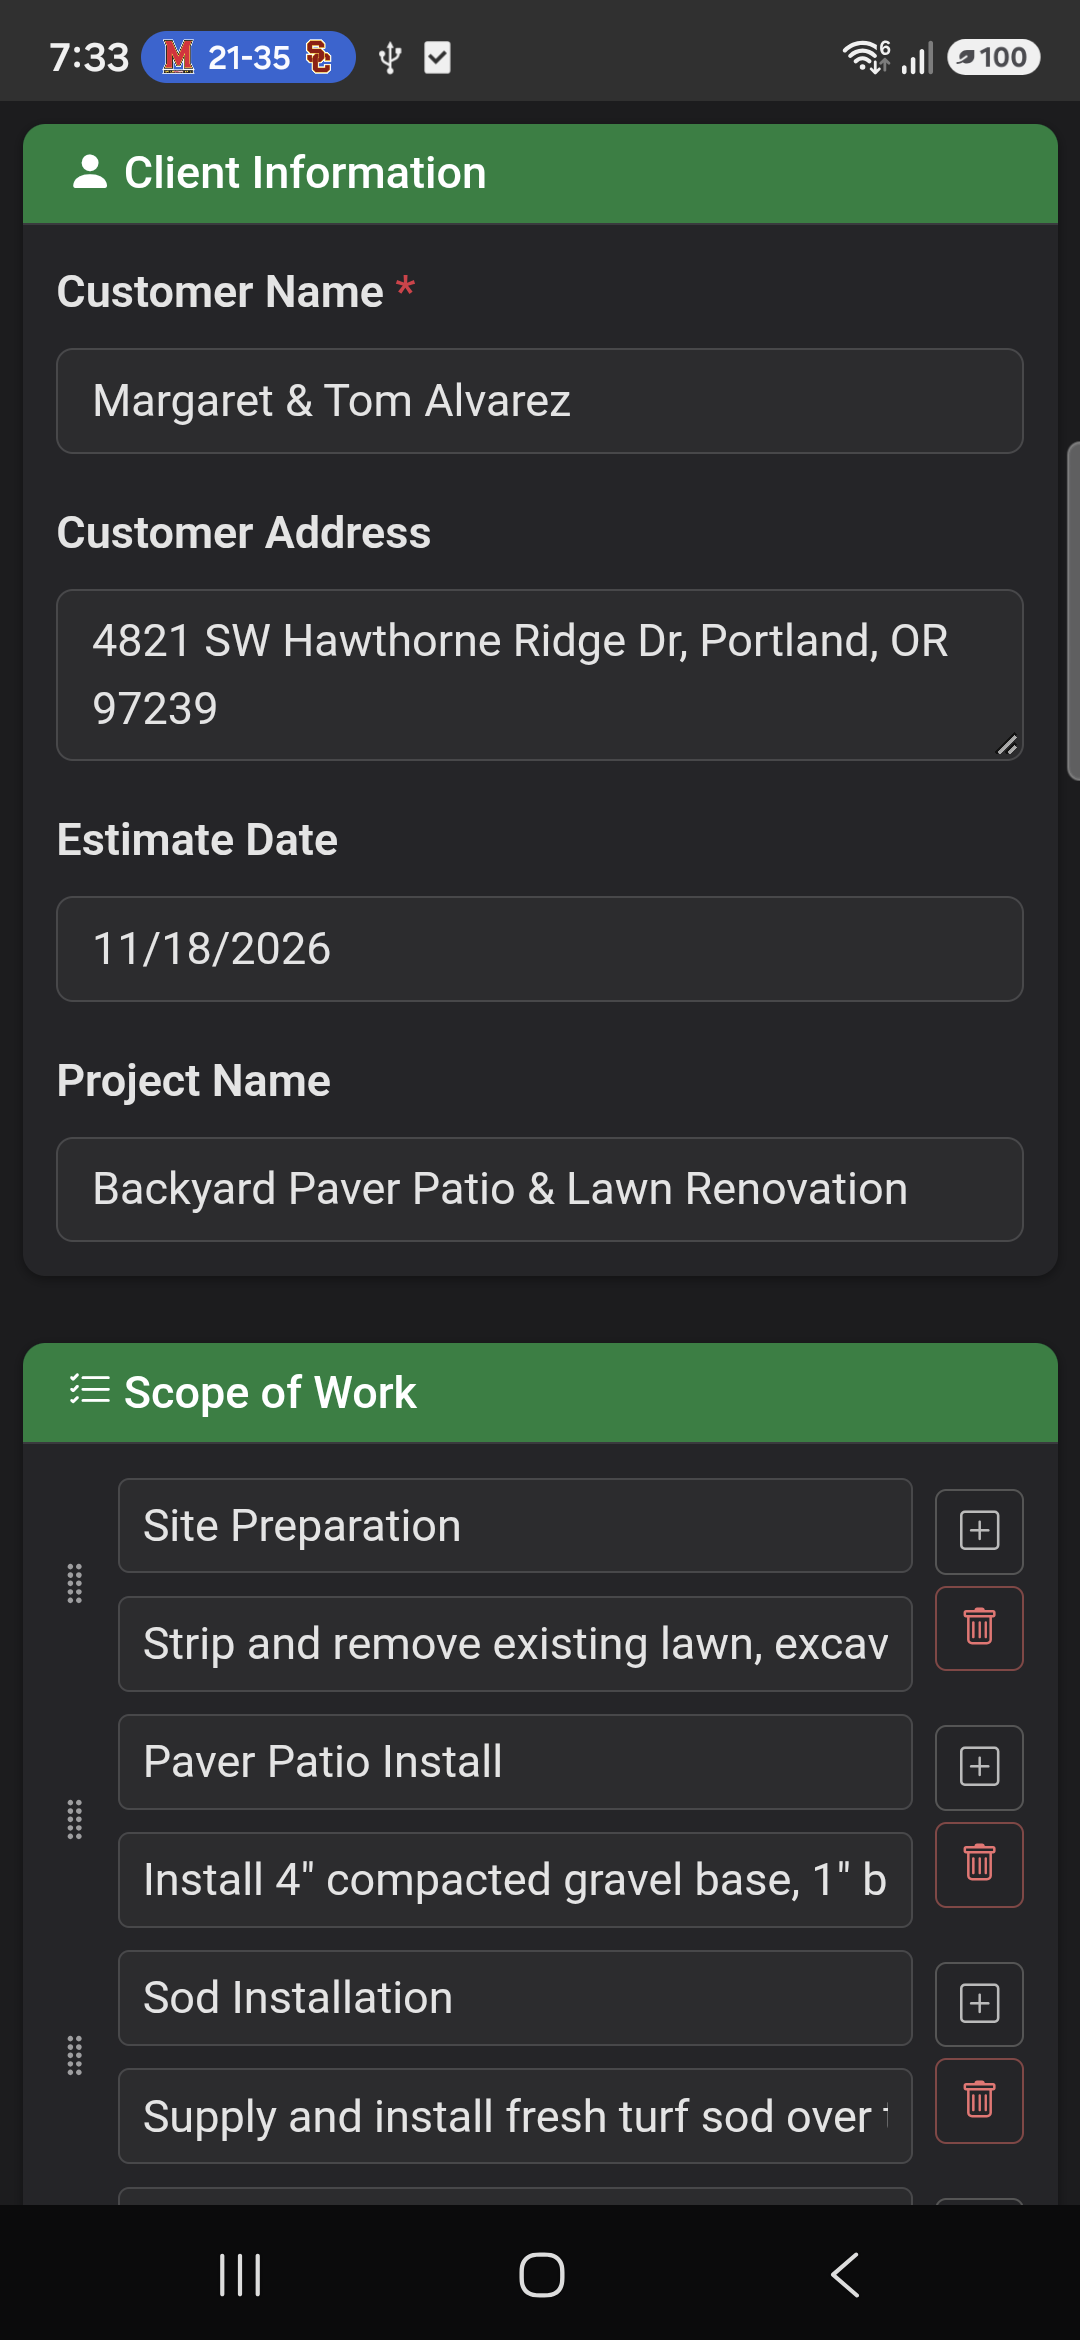 7:33 M 21-35 SC 6 100
Client Information
Customer Name *
Margaret & Tom Alvarez
Customer Address
4821 SW Hawthorne Ridge Dr, Portland, OR
97239
Estimate Date
11/18/2026
Project Name
Backyard Paver Patio & Lawn Renovation
Scope of Work
Site Preparation
Strip and remove existing lawn, excav
Paver Patio Install
Install 4" compacted gravel base, 1" b
Sod Installation
Supply and install fresh turf sod over